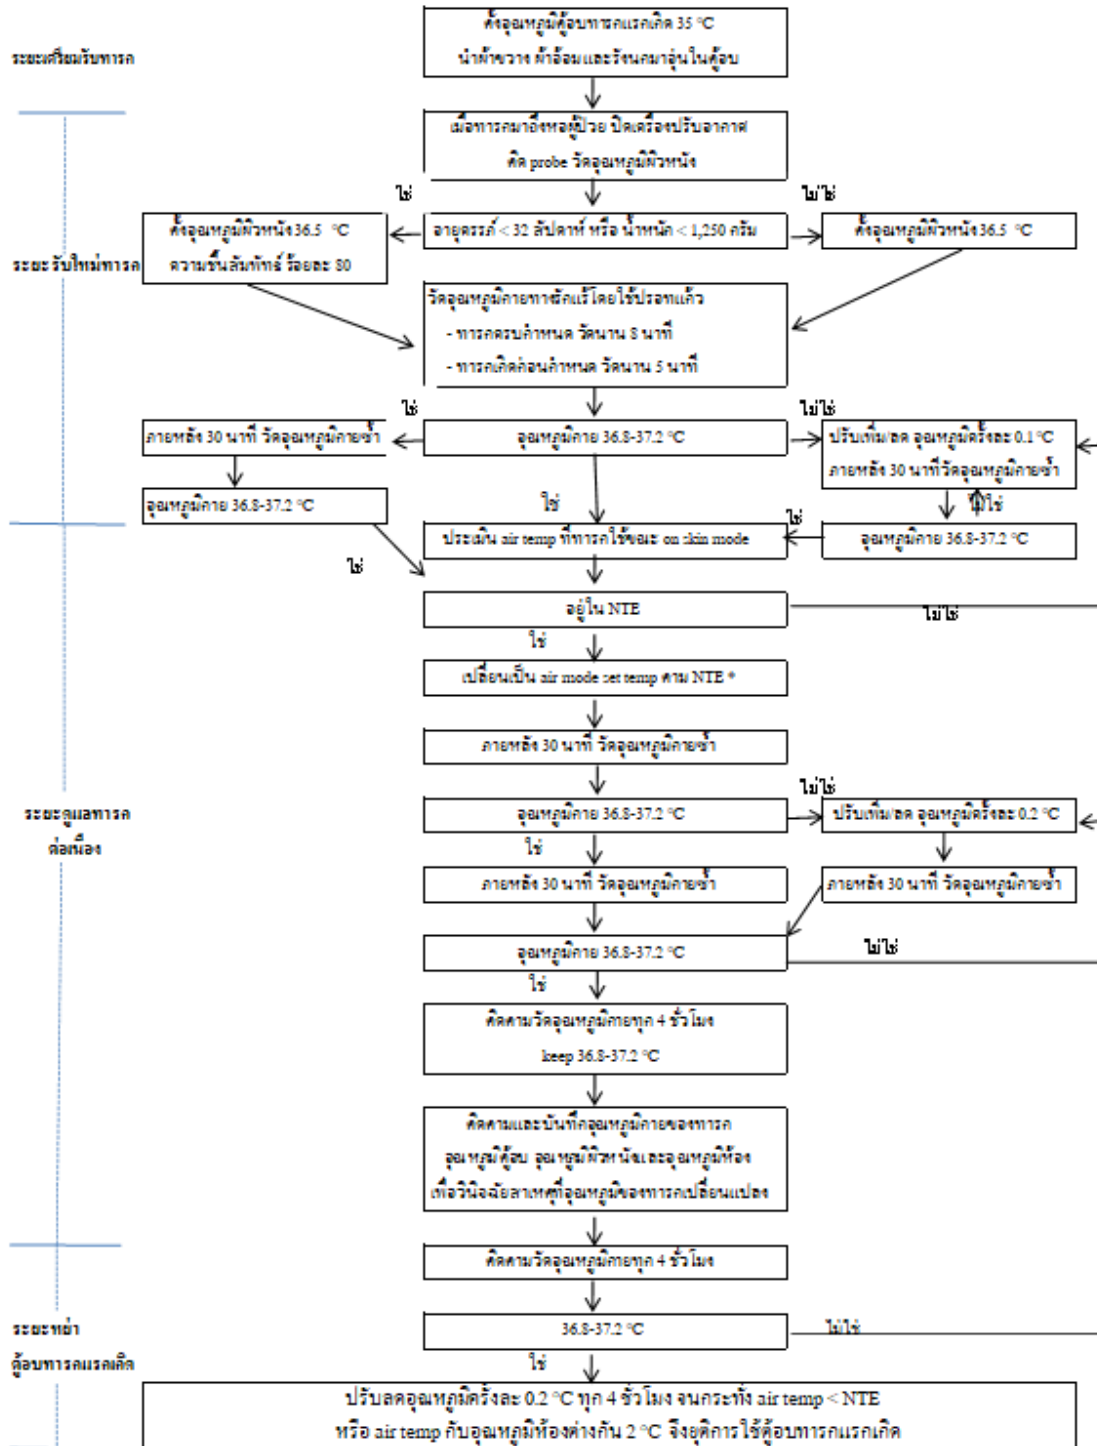 ตั้งอุณหภูมิตู้อบทารกแรกเกิด 35 °C
นำผ้าขวาง ผ้าอ้อมและรังนกมาอุ่นในตู้อบ
ระยะเตรียมรับทารก
เมื่อทารกมาถึงหอผู้ป่วย ปิดเครื่องปรับอากาศ
ติด probe วัดอุณหภูมิผิวหนัง
ใช่
ไม่ใช่
ตั้งอุณหภูมิผิวหนัง 36.5 °C
ความชื้นสัมพัทธ์ ร้อยละ 80
อายุครรภ์ < 32 สัปดาห์ หรือ น้ำหนัก < 1,250 กรัม
ตั้งอุณหภูมิผิวหนัง 36.5 °C
ระยะรับใหม่ทารก
วัดอุณหภูมิกายทางรักแร้โดยใช้ปรอทแก้ว
- ทารกครบกำหนด วัดนาน 8 นาที
- ทารกเกิดก่อนกำหนด วัดนาน 5 นาที
ใช่
ไม่ใช่
ภายหลัง 30 นาที วัดอุณหภูมิกายซ้ำ
อุณหภูมิกาย 36.8-37.2 °C
ปรับเพิ่ม/ลด อุณหภูมิครั้งละ 0.1 °C
ภายหลัง 30 นาทีวัดอุณหภูมิกายซ้ำ
อุณหภูมิกาย 36.8-37.2 °C
ใช่
ไม่ใช่
ใช่
ประเมิน air temp ที่ทารกใช้ขณะ on skin mode
อุณหภูมิกาย 36.8-37.2 °C
ใช่
อยู่ใน NTE
ไม่ใช่
ใช่
เปลี่ยนเป็น air mode set temp ตาม NTE *
ภายหลัง 30 นาที วัดอุณหภูมิกายซ้ำ
ไม่ใช่
ระยะดูแลทารก
ต่อเนื่อง
อุณหภูมิกาย 36.8-37.2 °C
ปรับเพิ่ม/ลด อุณหภูมิครั้งละ 0.2 °C
ใช่
ภายหลัง 30 นาที วัดอุณหภูมิกายซ้ำ
ภายหลัง 30 นาที วัดอุณหภูมิกายซ้ำ
อุณหภูมิกาย 36.8-37.2 °C
ไม่ใช่
ใช่
ติดตามวัดอุณหภูมิกายทุก 4 ชั่วโมง
keep 36.8-37.2 °C
ติดตามและบันทึกอุณหภูมิกายของทารก
อุณหภูมิตู้อบ อุณหภูมิผิวหนังและอุณหภูมิห้อง
เพื่อวินิจฉัยสาเหตุที่อุณหภูมิของทารกเปลี่ยนแปลง
ติดตามวัดอุณหภูมิกายทุก 4 ชั่วโมง
ระยะหย่า
ตู้อบทารกแรกเกิด
36.8-37.2 °C
ไม่ใช่
ใช่
ปรับลดอุณหภูมิครั้งละ 0.2 °C ทุก 4 ชั่วโมง จนกระทั่ง air temp < NTE
หรือ air temp กับอุณหภูมิห้องต่างกัน 2 °C จึงยุติการใช้ตู้อบทารกแรกเกิด